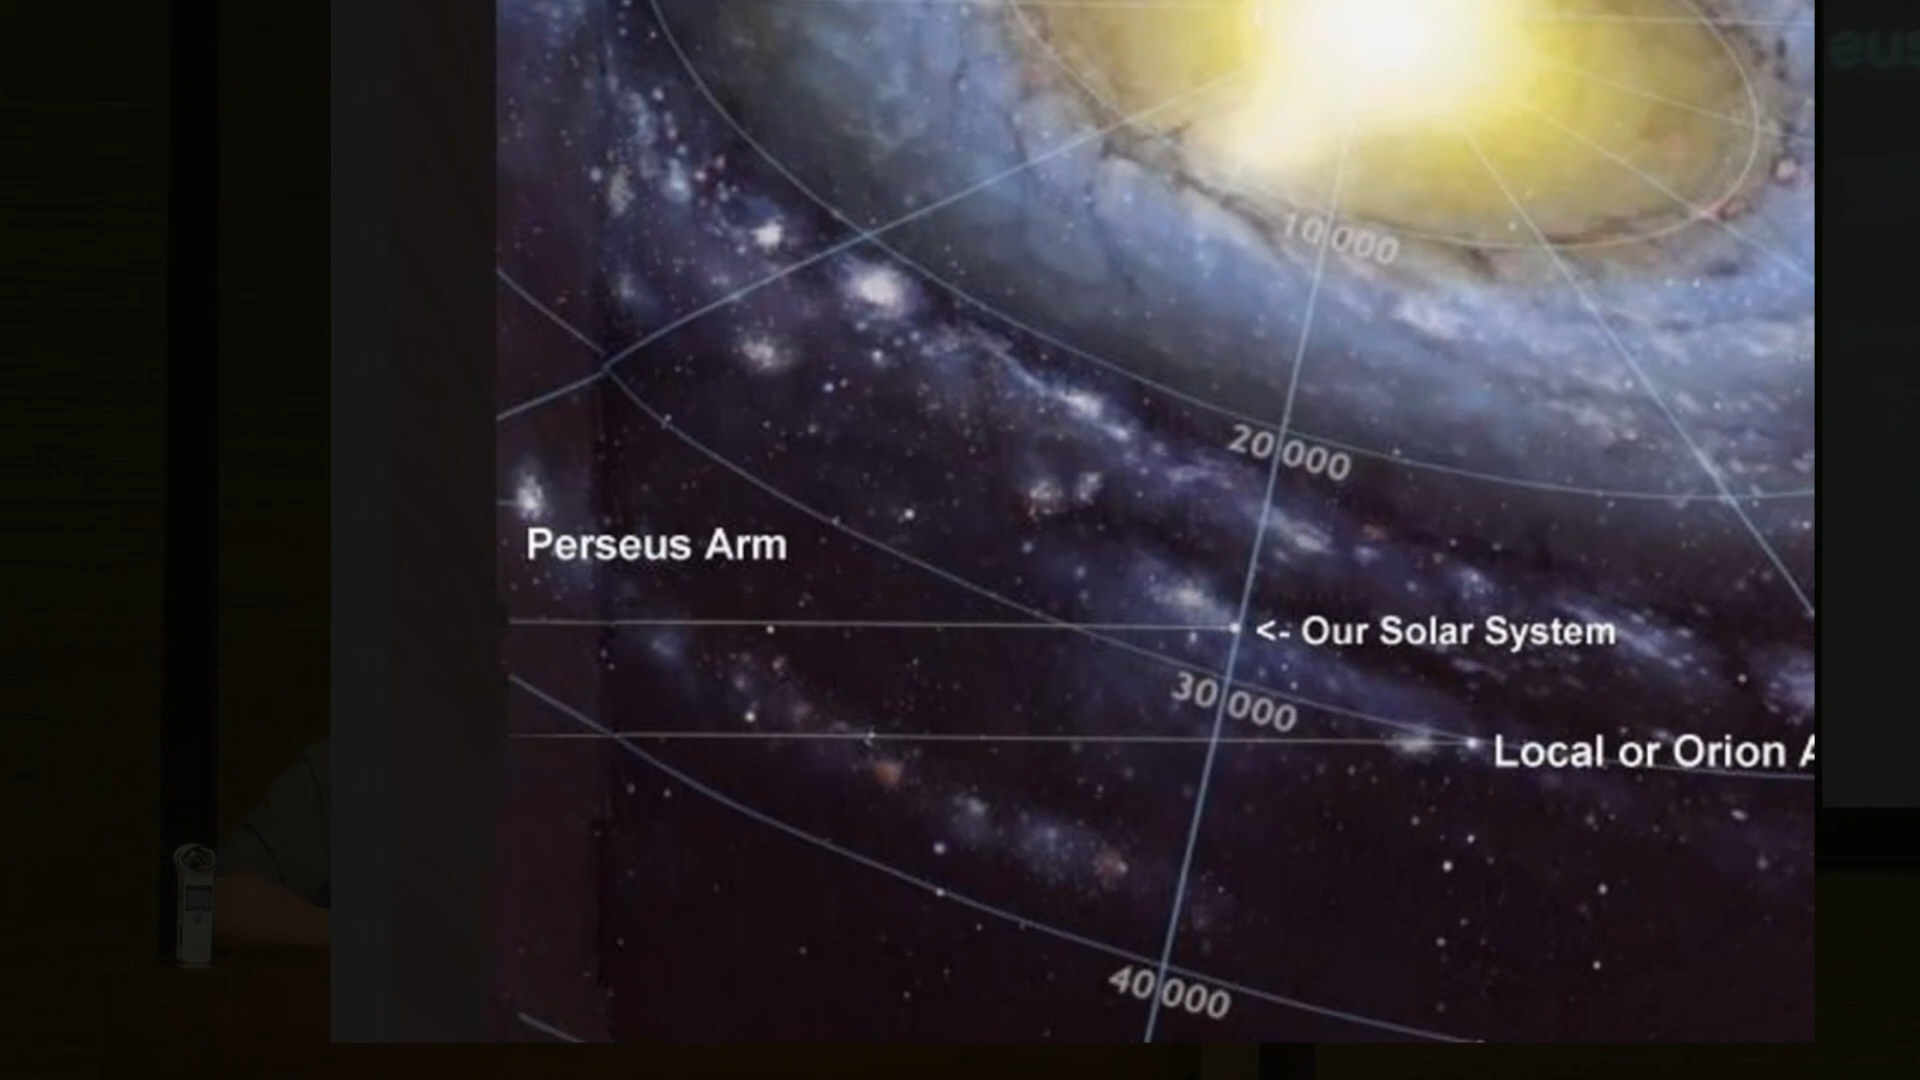 10 000
20 000
Perseus Arm
<- Our Solar System
30 000
Local or Orion
40 000